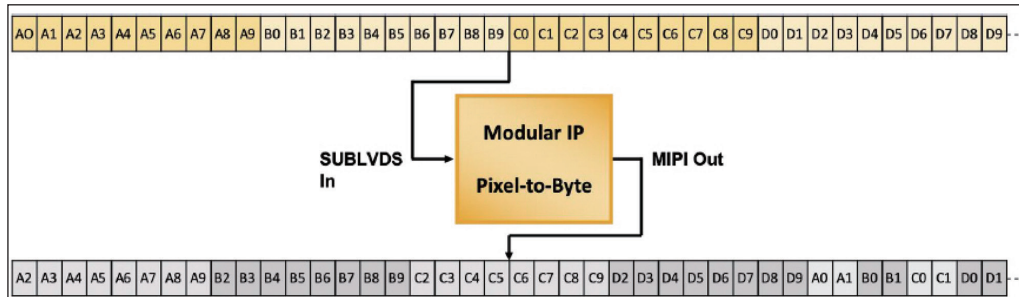 A0 A1 A2 A3 A4 A5 A6 A7 A8 A9 B0 B1 B2 B3 B4 B5 B6 B7 B8 B9 C0 C1 C2 C3 C4 C5 C6 C7 C8 C9 D0 D1 D2 D3 D4 D5 D6 D7 D8 D9
Modular IP
SUBLVDS
In
MIPI Out
Pixel-to-Byte
A2 A3 A4 A5 A6 A7 A8 A9 B2 B3 B4 B5 B6 B7 B8 B9 C2 C3 C4 C5 C6 C7 C8 C9 D2 D3 D4 D5 D6 D7 D8 D9 A0 A1 B0 B1 C0 C1 D0 D1